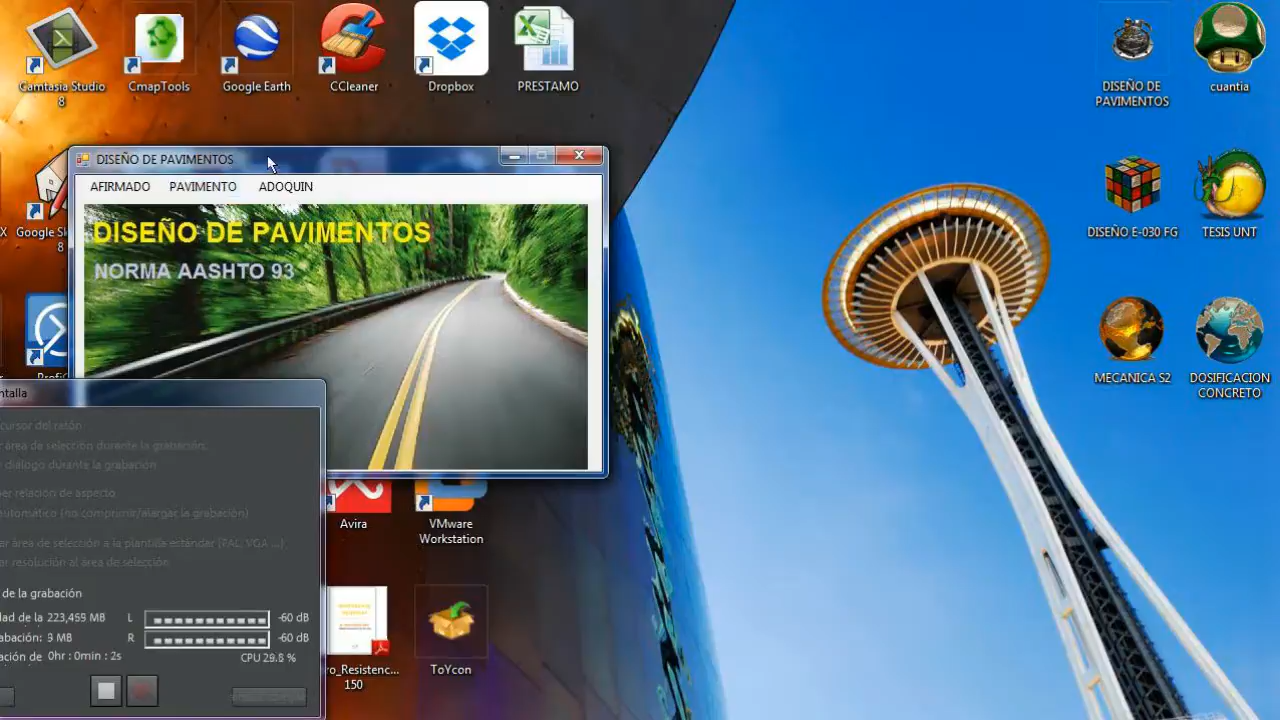 Camtasia Studio
8
CmapTools
Google Earth
CCleaner
Dropbox
PRESTAMO
DISEÑO DE
PAVIMENTOS
cuantia
DISEÑO DE PAVIMENTOS
AFIRMADO PAVIMENTO ADOQUIN
DISEÑO DE PAVIMENTOS
NORMA AASHTO 93
8
DISEÑO E-030 FG
TESIS UNT
MECANICA S2
DOSIFICACION
CONCRETO
ntalla
cursor del ratón
r área de selección durante la grabación.
diálogo durante la grabación
er relación de aspecto
automático (no comprimir/alargar la grabación)
ar área de selección a la plantilla estándar (PAL, VGA ...)
ar resolución al área de selección
de la grabación
dad de la 223,455 MB L -60 dB
abación: 9 MB R -60 dB
ación de 0hr : 0min : 2s
CPU 29.8 %
Avira
VMware
Workstation
ro_Resistenc...
150
ToYcon